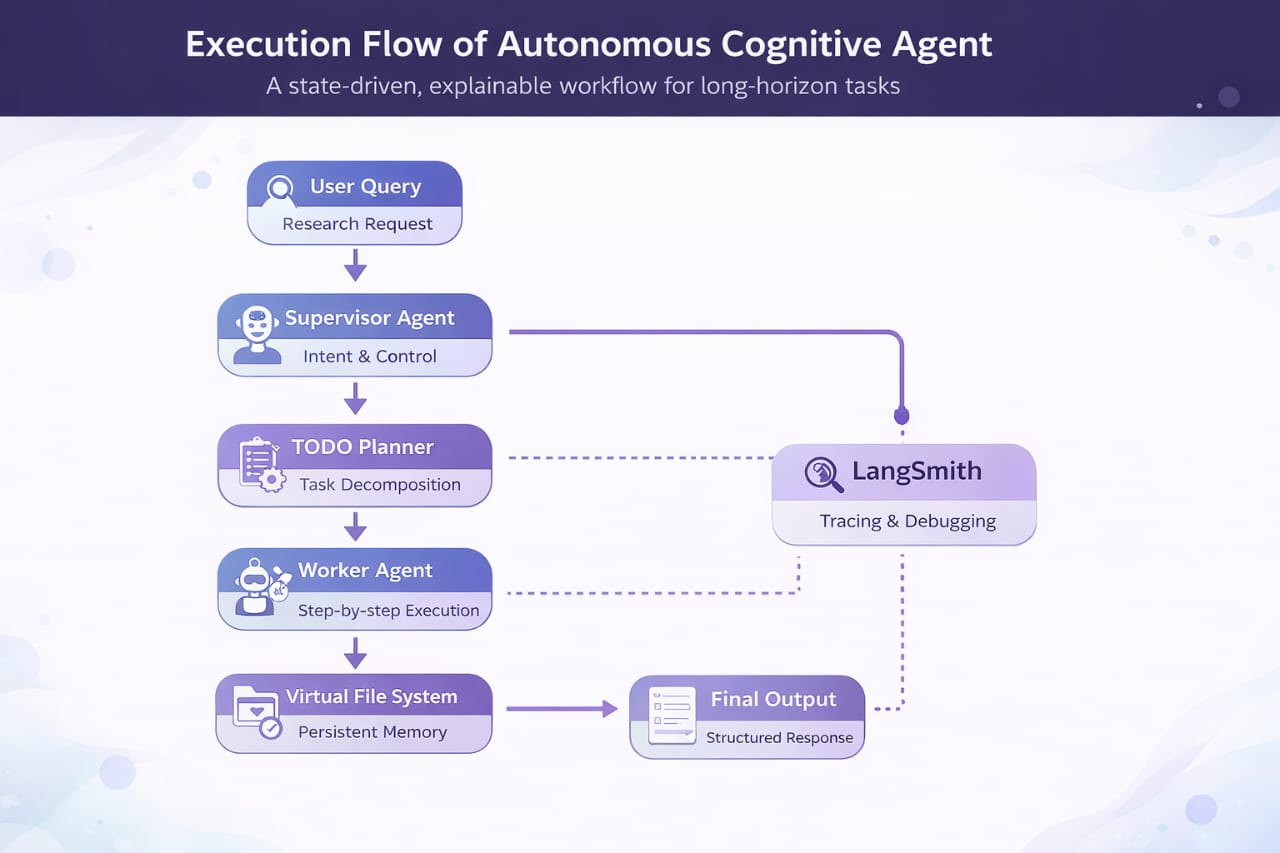 Execution Flow of Autonomous Cognitive Agent
A state-driven, explainable workflow for long-horizon tasks
User Query
Research Request
Supervisor Agent
Intent & Control
TODO Planner
Task Decomposition
LangSmith
Tracing & Debugging
Worker Agent
Step-by-step Execution
Virtual File System
Persistent Memory
Final Output
Structured Response